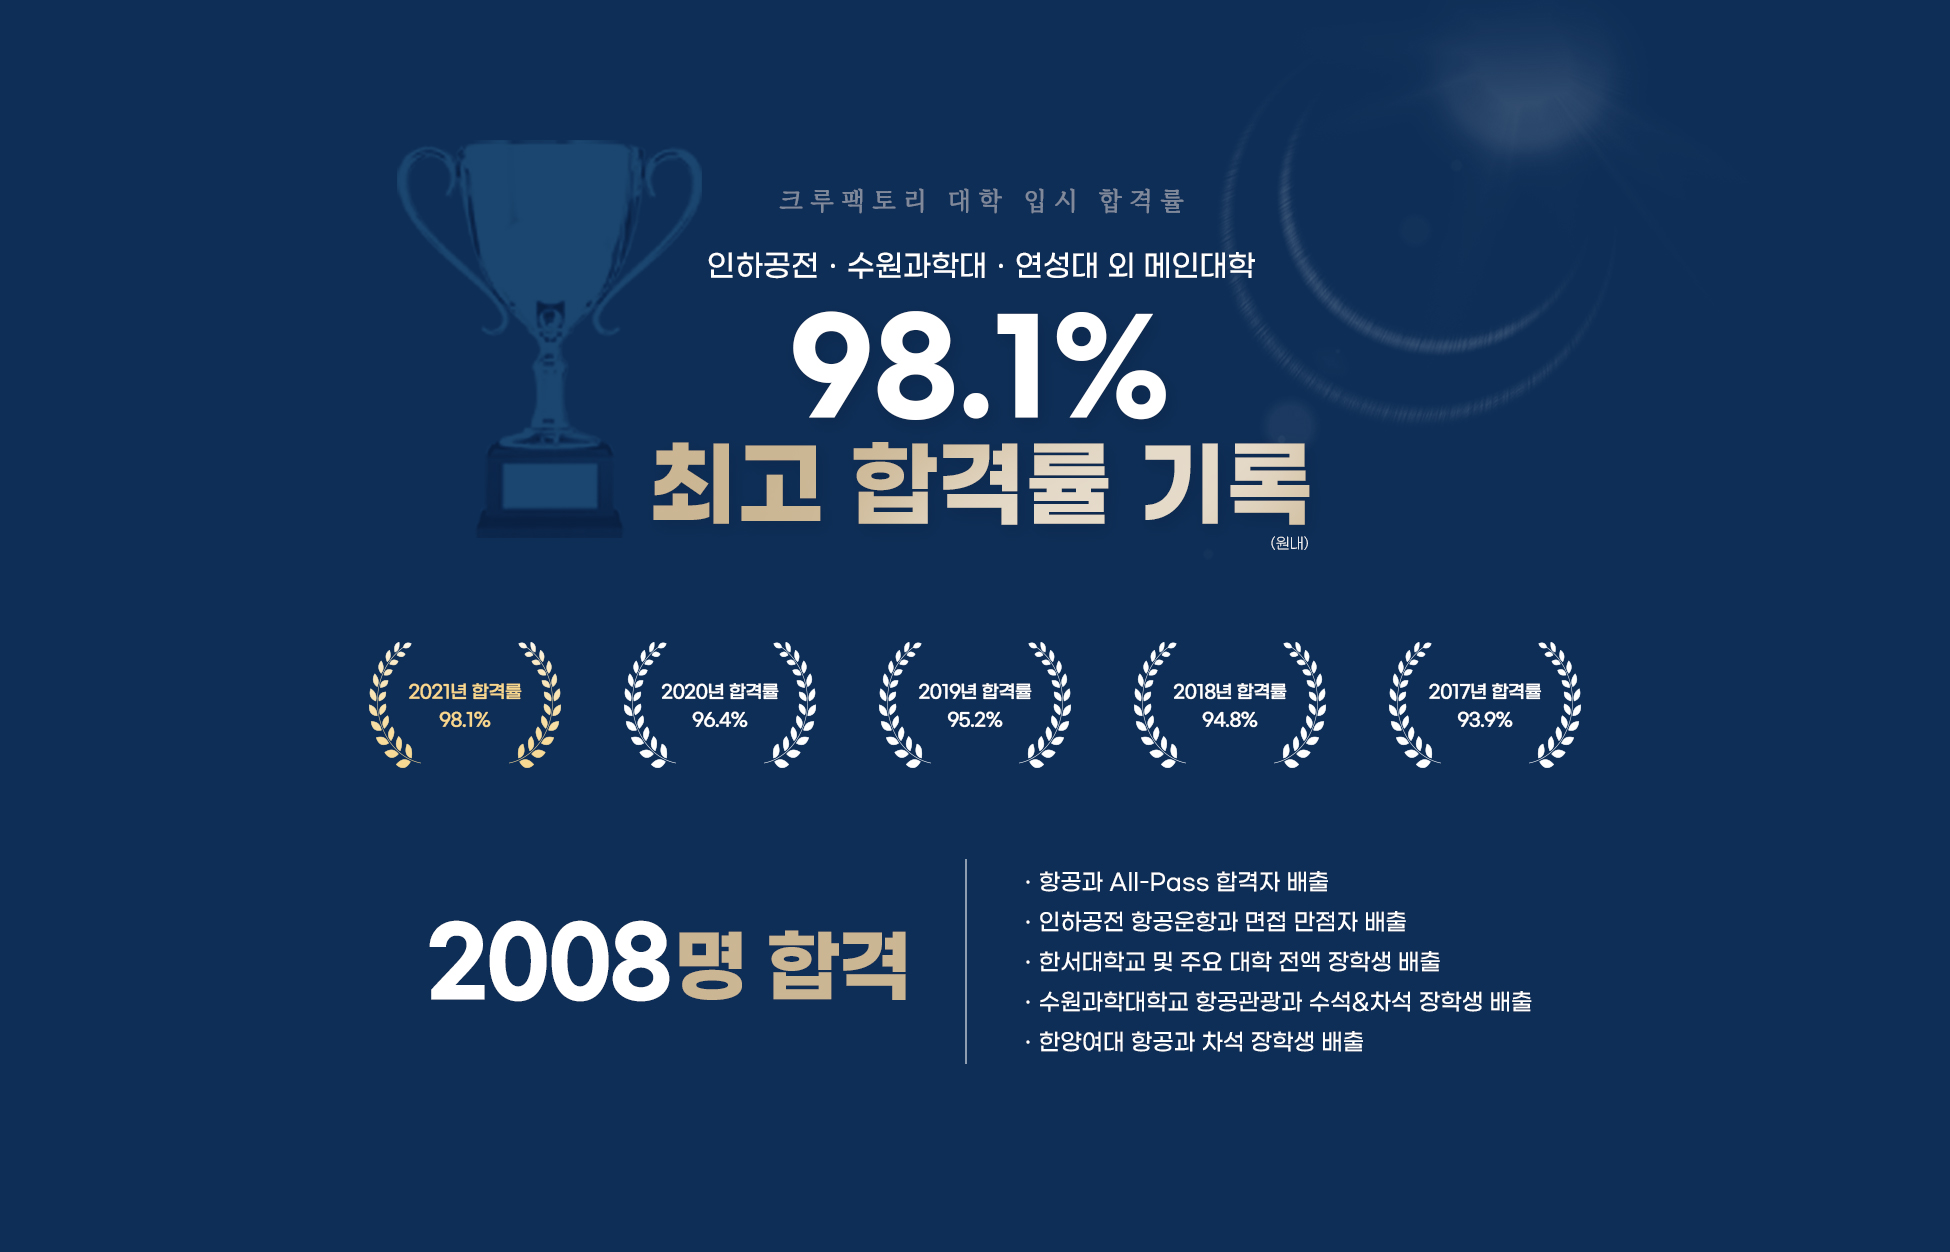 크루팩토리 대학 입시 합격률
인하공전 · 수원과학대 · 연성대 외 메인대학
98.1%
최고 합격률 기록
(원내)
2021년 합격률
98.1%
2020년 합격률
96.4%
2019년 합격률
95.2%
2018년 합격률
94.8%
2017년 합격률
93.9%
2008명 합격
· 항공과 All-Pass 합격자 배출
· 인하공전 항공운항과 면접 만점자 배출
· 한서대학교 및 주요 대학 전액 장학생 배출
· 수원과학대학교 항공관광과 수석&차석 장학생 배출
· 한양여대 항공과 차석 장학생 배출